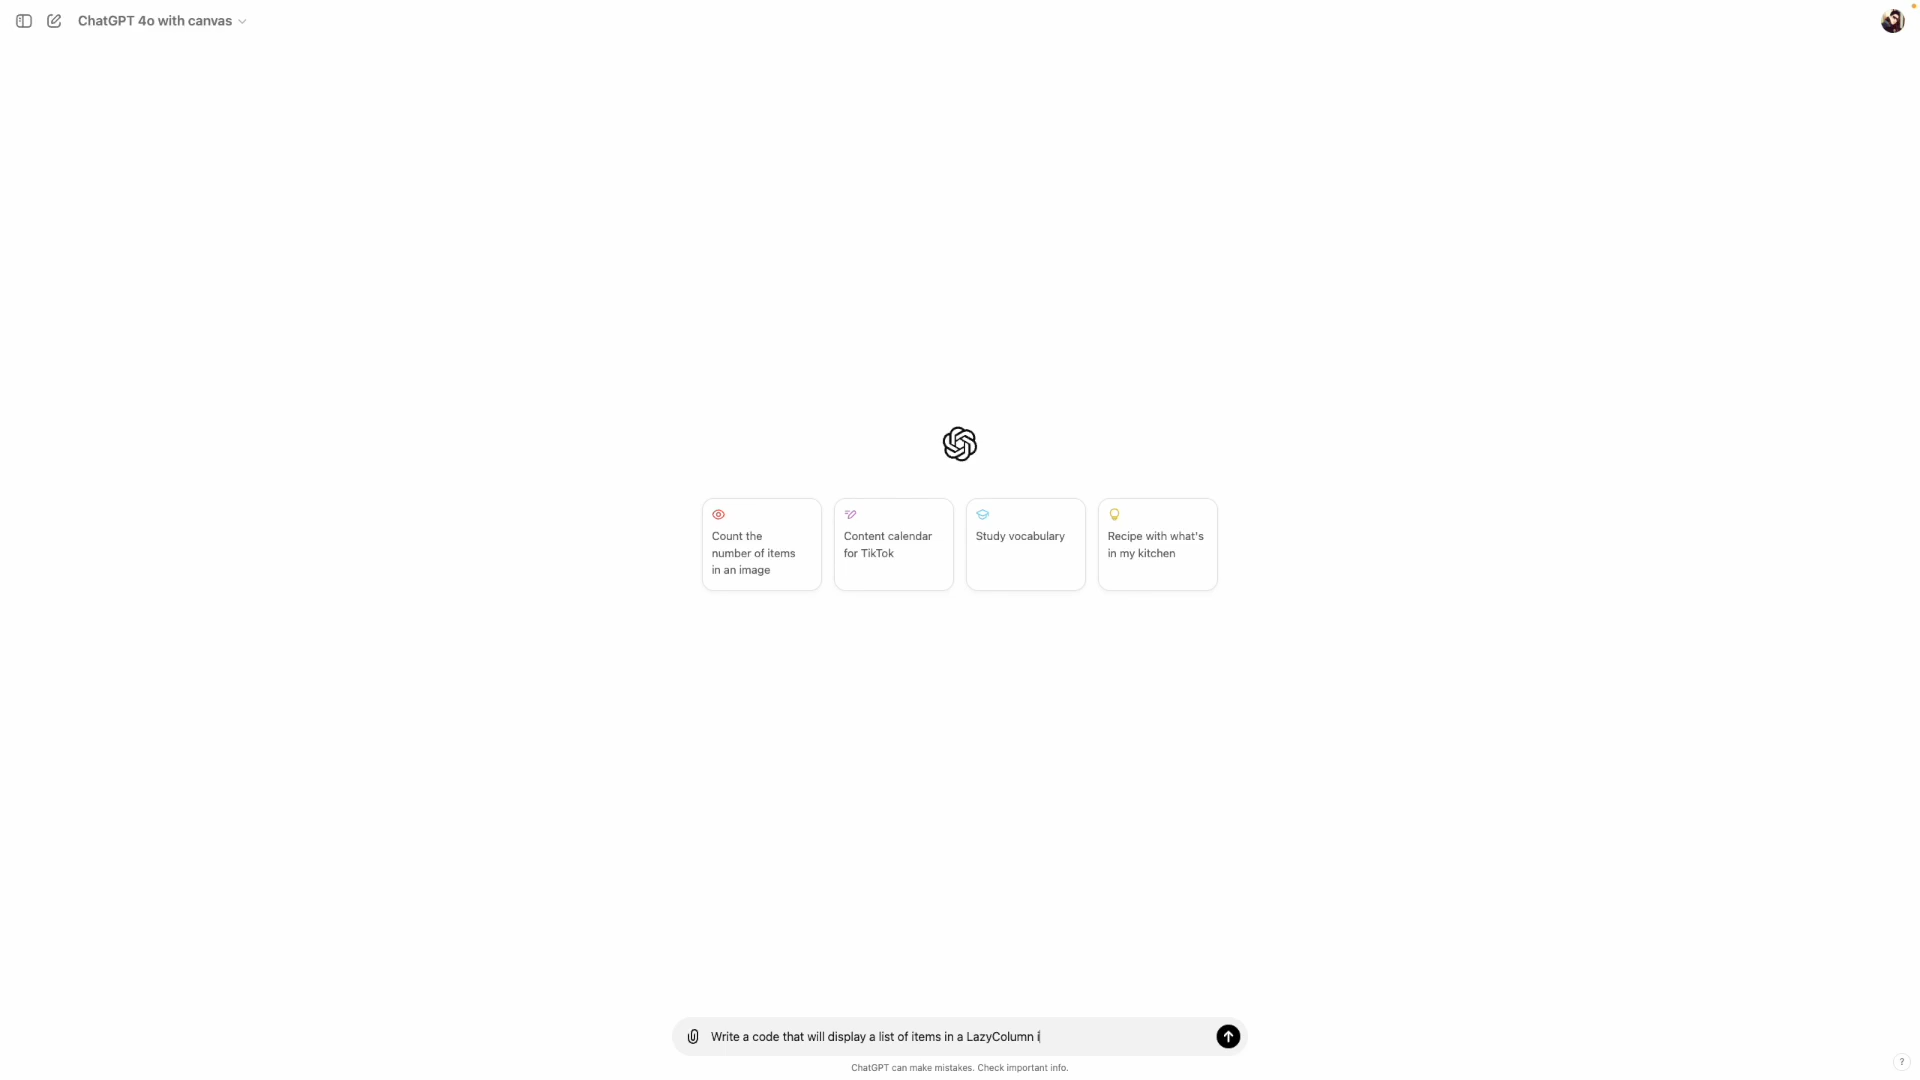 ChatGPT 4o with canvas
Count the
number of items
in an image
Content calendar
for TikTok
Study vocabulary
Recipe with what's
in my kitchen
Write a code that will display a list of items in a LazyColumn i
ChatGPT can make mistakes. Check important info.
?